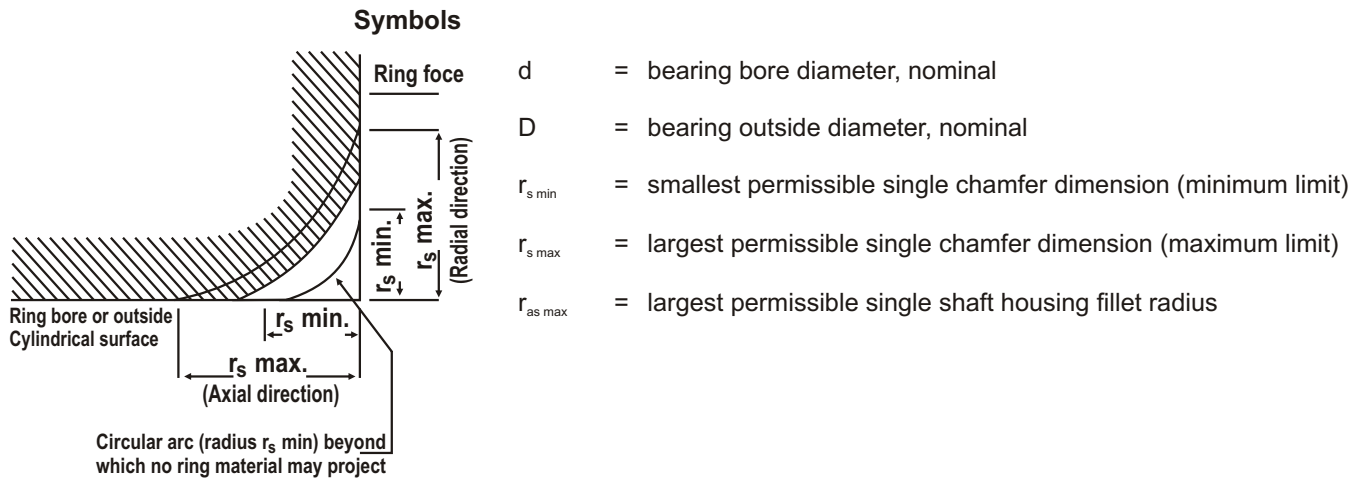 Symbols
Ring foce
d = bearing bore diameter, nominal
D = bearing outside diameter, nominal
r_s min = smallest permissible single chamfer dimension (minimum limit)
r_s max = largest permissible single chamfer dimension (maximum limit)
r_as max = largest permissible single shaft housing fillet radius
r_s min.
r_s max.
(Radial direction)
Ring bore or outside
Cylindrical surface
r_s min.
r_s max.
(Axial direction)
Circular arc (radius r_s min) beyond
which no ring material may project